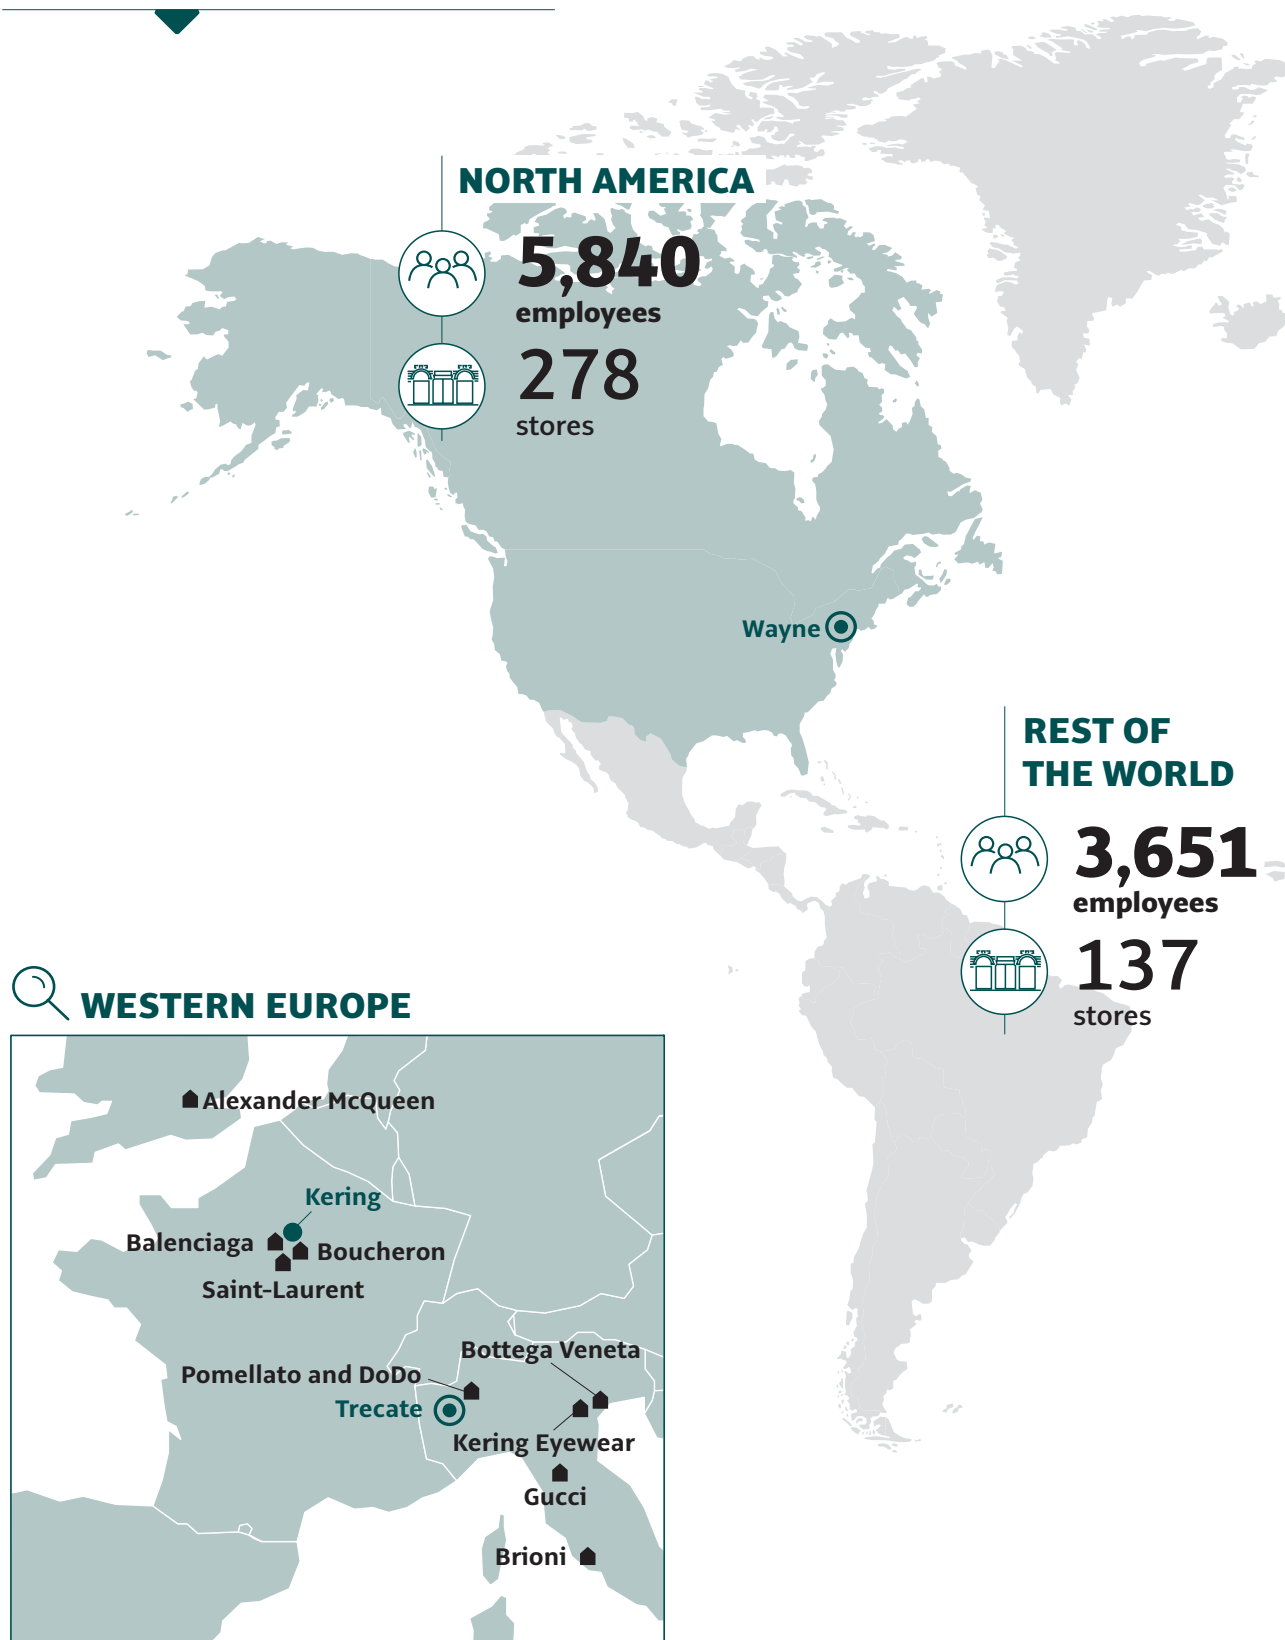 NORTH AMERICA
5,840
employees
278
stores
Wayne
REST OF
THE WORLD
3,651
employees
137
stores
WESTERN EUROPE
Alexander McQueen
Kering
Balenciaga
Boucheron
Saint-Laurent
Bottega Veneta
Pomellato and DoDo
Trecate
Kering Eyewear
Gucci
Brioni